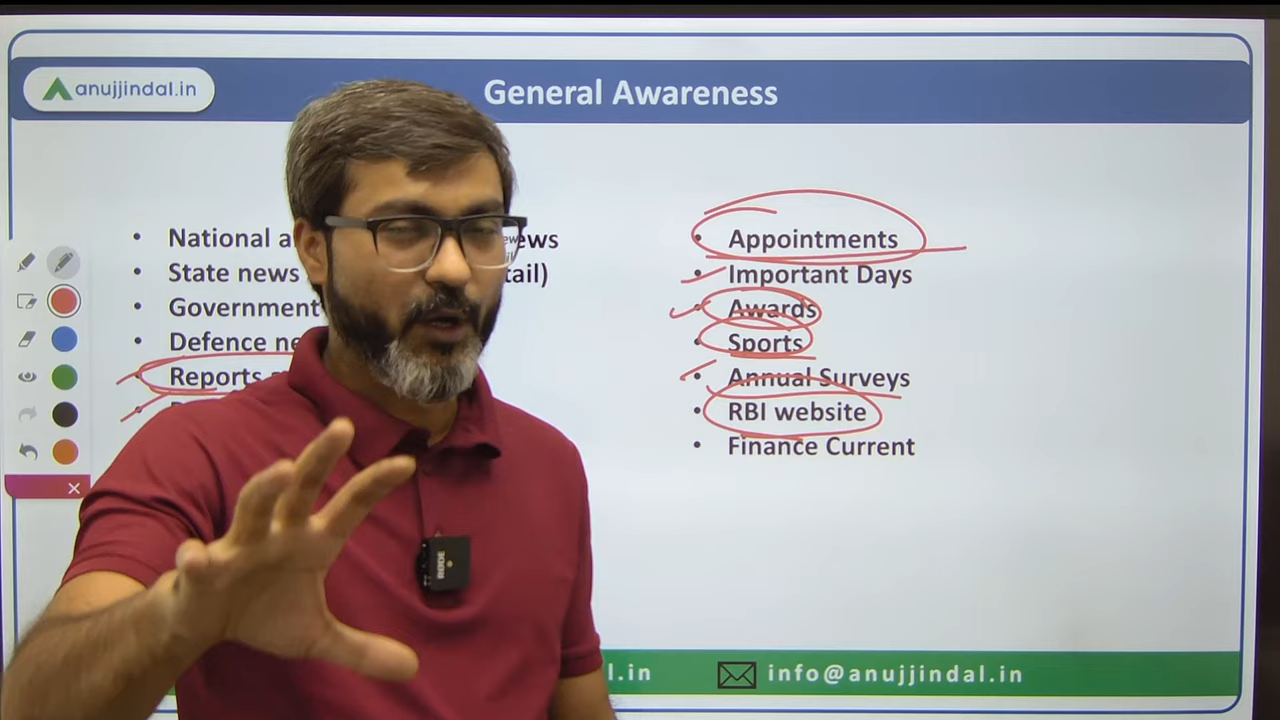 anujjindal.in
General Awareness
• National a ews
• State news tail)
• Government
• Defence ne
• Reports
• Appointments
• Important Days
• Awards
• Sports
• Annual Surveys
• RBI website
• Finance Current
RODE
l.in
info@anujjindal.in